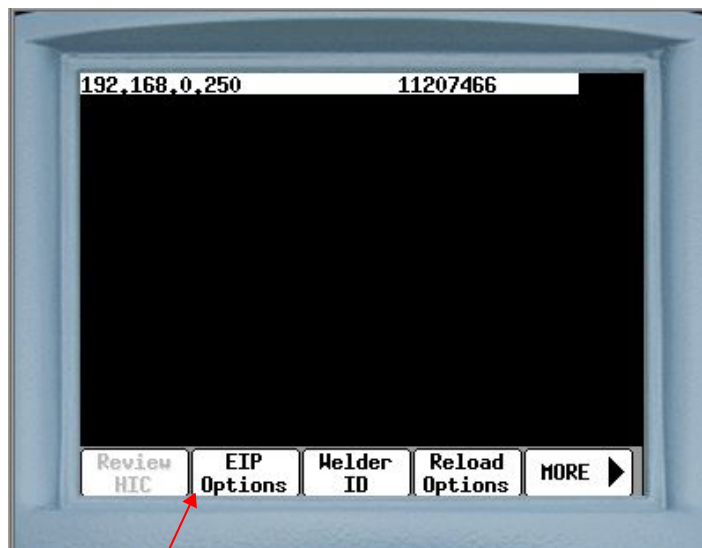 192.168.0.250 11207466
Review HIC
EIP Options
Welder ID
Reload Options
MORE